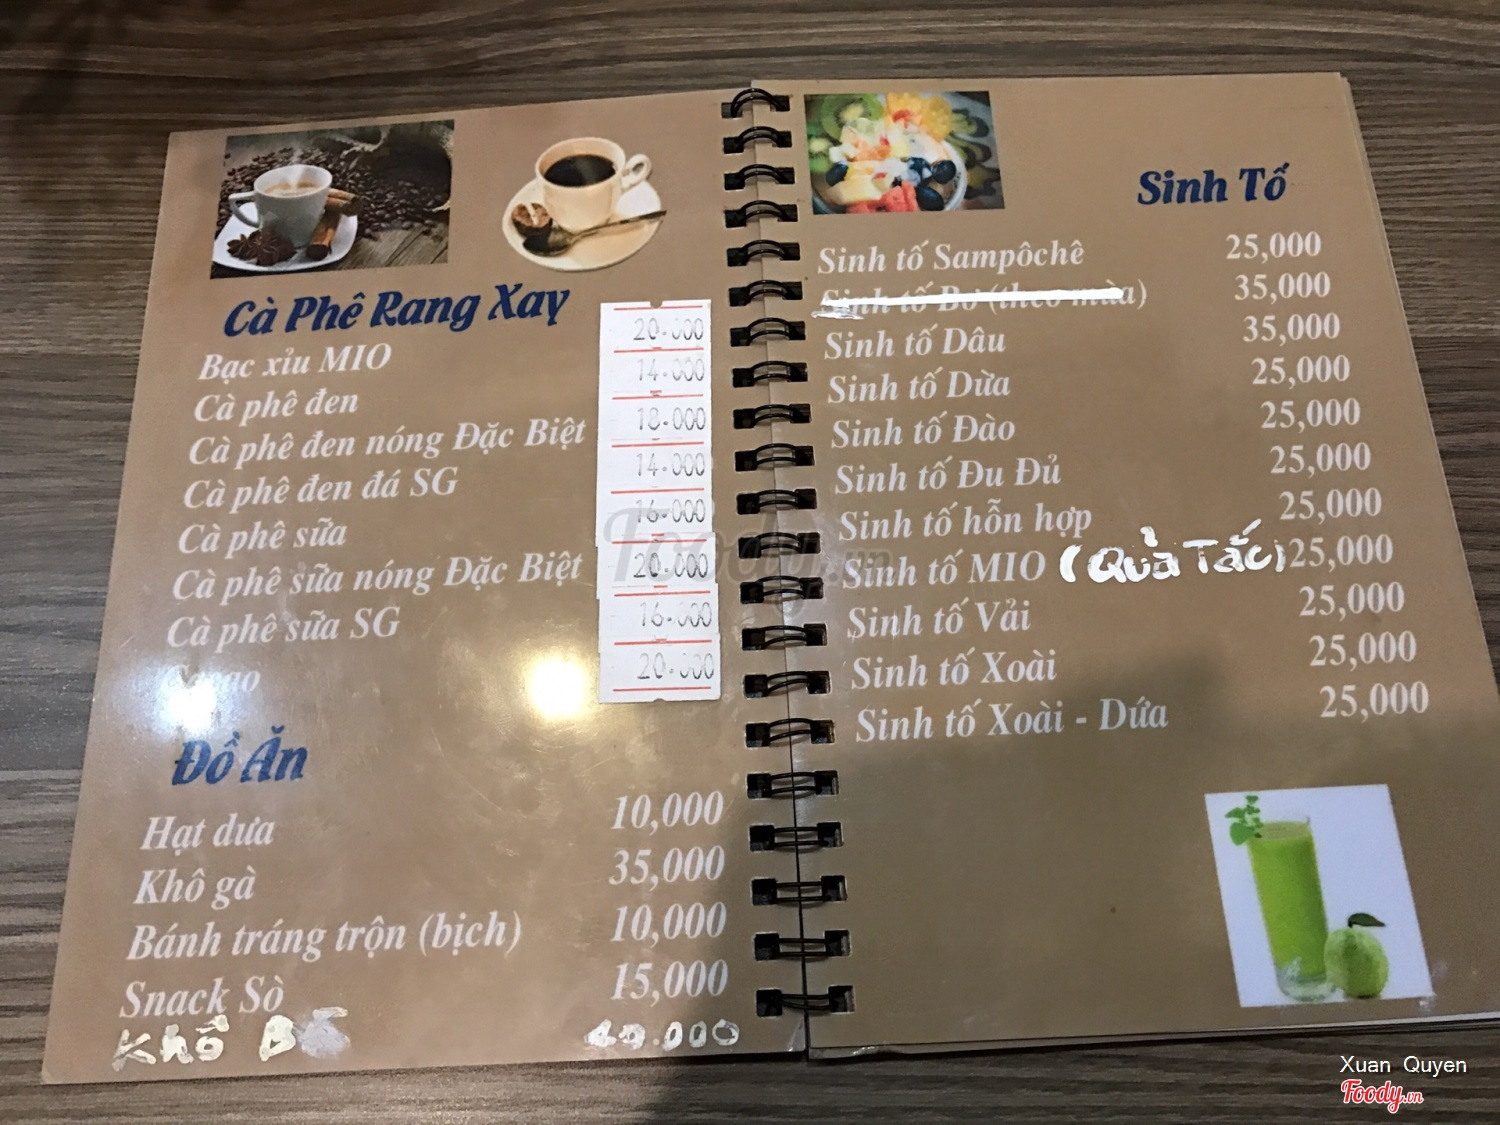 Cà Phê Rang Xay
Bạc xỉu MIO 20.000
Cà phê đen 14.000
Cà phê đen nóng Đặc Biệt 18.000
Cà phê đen đá SG 14.000
Cà phê sữa 16.000
Cà phê sữa nóng Đặc Biệt 20.000
Cà phê sữa SG 16.000
20.000
Đồ Ăn
Hạt dưa 10,000
Khô gà 35,000
Bánh tráng trộn (bịch) 10,000
Snack Sò 15,000
Khô
Sinh Tố
Sinh tố Sampôchê 25,000
Sinh tố Bơ (theo mùa) 35,000
Sinh tố Dâu 35,000
Sinh tố Dừa 25,000
Sinh tố Đào 25,000
Sinh tố Đu Đủ 25,000
Sinh tố hỗn hợp 25,000
Sinh tố MIO (Quả Tắc) 25,000
Sinh tố Vải 25,000
Sinh tố Xoài 25,000
Sinh tố Xoài - Dứa 25,000
Foody.vn
Xuan Quyen
Foody.vn